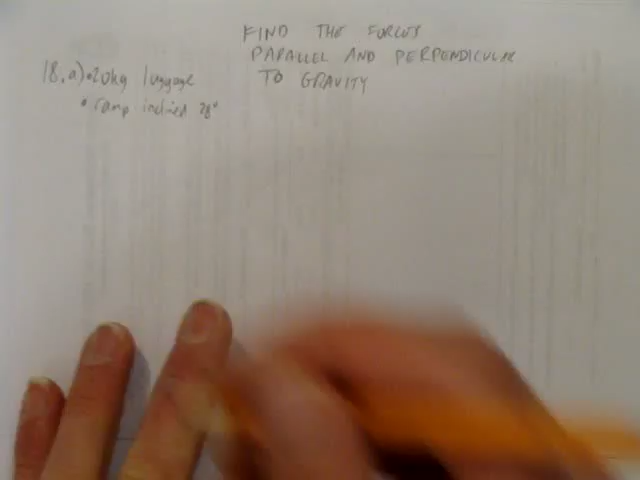 FIND THE FORCES
PARALLEL AND PERPENDICULAR
TO GRAVITY
18. a) • 20kg luggage
• ramp inclined 28°